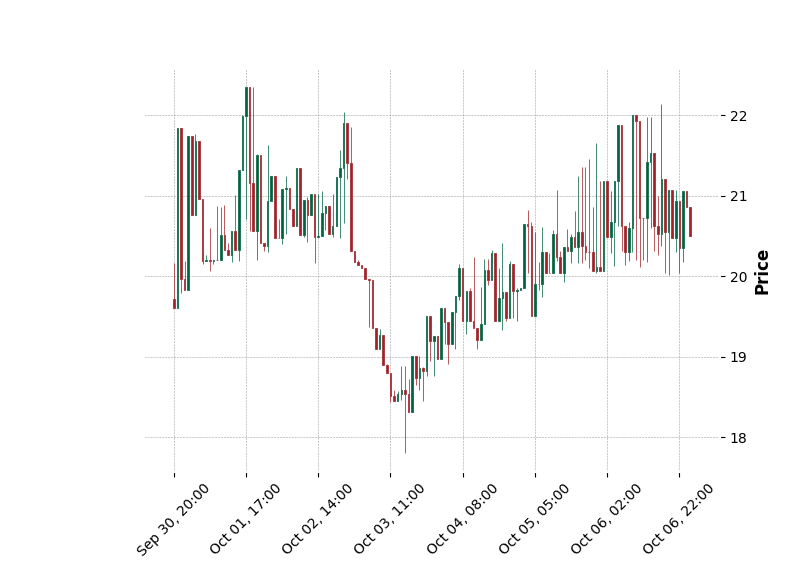 22
21
20
19
18
Price
Sep 30, 20:00
Oct 01, 17:00
Oct 02, 14:00
Oct 03, 11:00
Oct 04, 08:00
Oct 05, 05:00
Oct 06, 02:00
Oct 06, 22:00